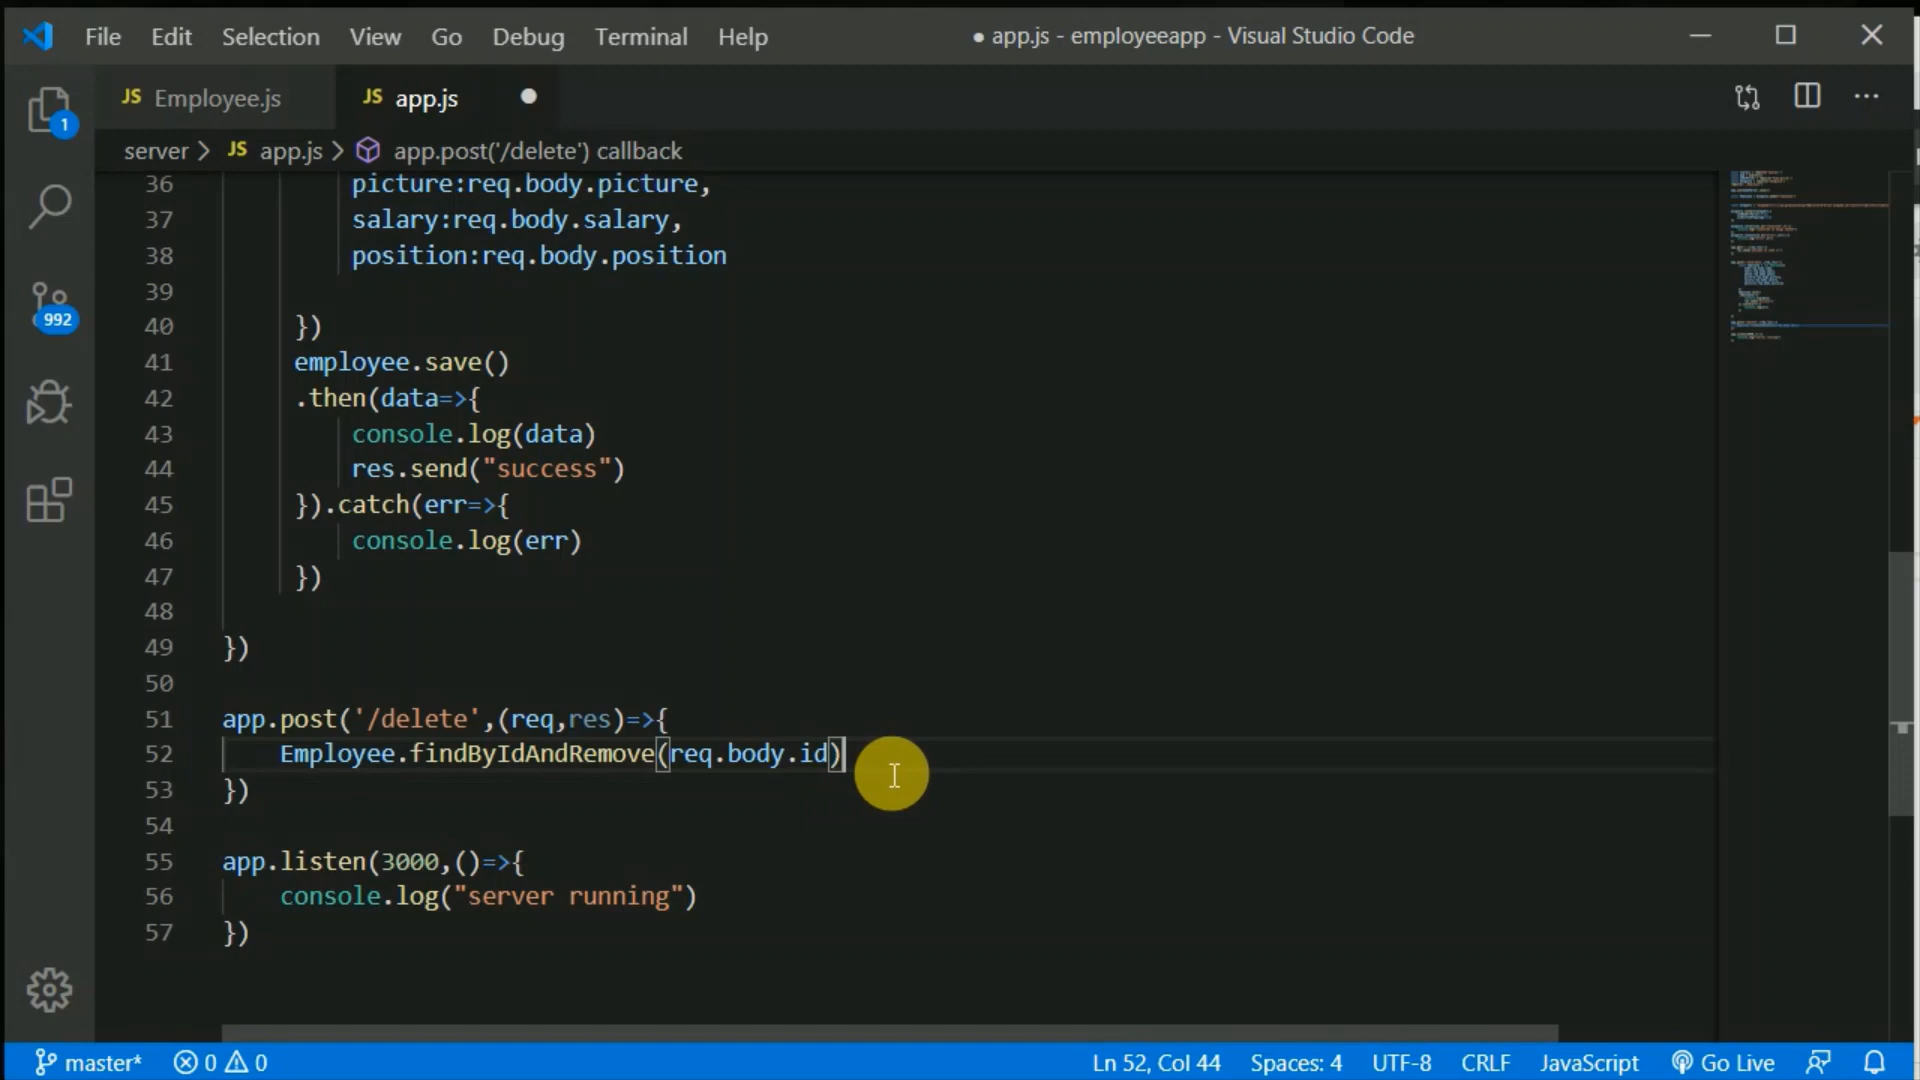 File Edit Selection View Go Debug Terminal Help ● app.js - employeeapp - Visual Studio Code
JS Employee.js JS app.js
server > JS app.js > app.post('/delete') callback
36 picture:req.body.picture,
37 salary:req.body.salary,
38 position:req.body.position
39
40 })
41 employee.save()
42 .then(data=>{
43 console.log(data)
44 res.send("success")
45 }).catch(err=>{
46 console.log(err)
47 })
48
49 })
50
51 app.post('/delete',(req,res)=>{
52 Employee.findByIdAndRemove(req.body.id)
53 })
54
55 app.listen(3000,()=>{
56 console.log("server running")
57 })
1
992
master* 0 0 Ln 52, Col 44 Spaces: 4 UTF-8 CRLF JavaScript Go Live